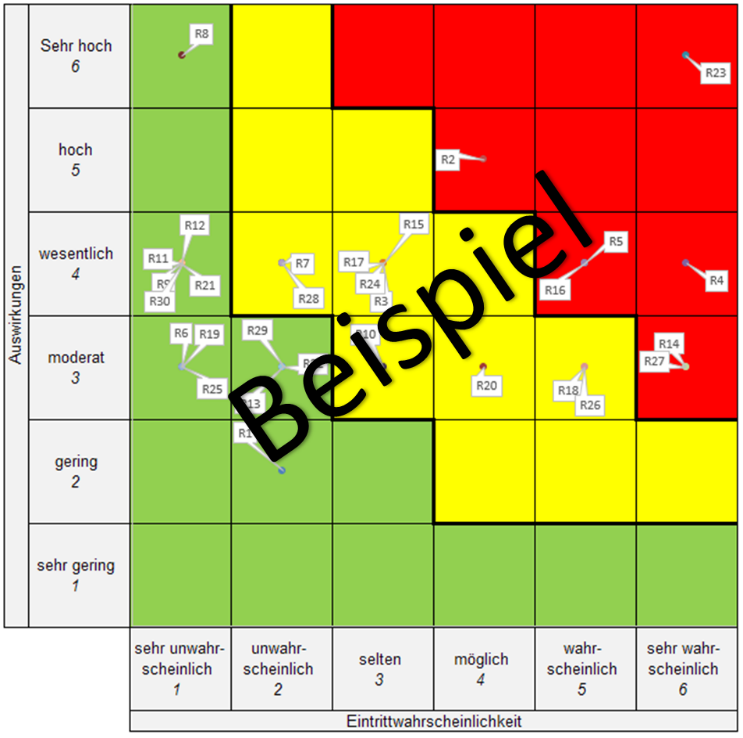 Sehr hoch
6
R8
R23
hoch
5
R2
Auswirkungen
wesentlich
4
R12
R11
R9
R30
R21
R7
R28
R15
R17
R24
R3
R5
R16
R4
moderat
3
R6
R19
R25
R29
R13
R10
R20
R18
R26
R14
R27
Beispiel
gering
2
sehr gering
1
sehr unwahr-
scheinlich
1
unwahr-
scheinlich
2
selten
3
möglich
4
wahr-
scheinlich
5
sehr wahr-
scheinlich
6
Eintrittwahrscheinlichkeit